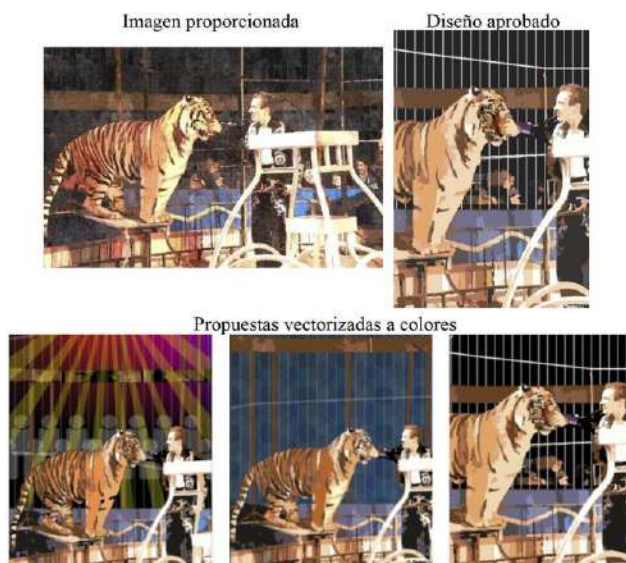 Imagen proporcionada
Diseño aprobado
Propuestas vectorizadas a colores